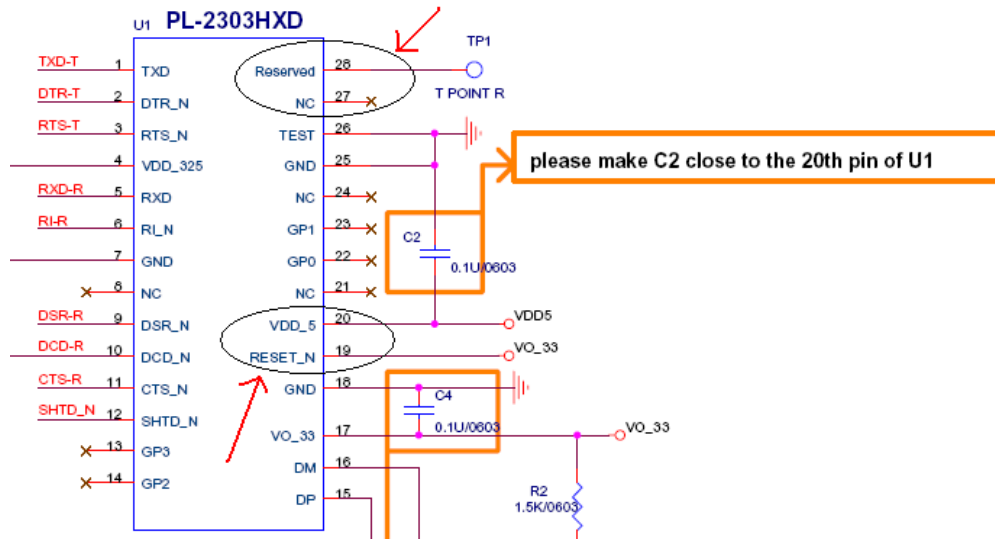 U1 PL-2303HXD
TP1
T POINT R
TXD-T 1 TXD Reserved 28
DTR-T 2 DTR_N NC 27
RTS-T 3 RTS_N TEST 26
4 VDD_325 GND 25
please make C2 close to the 20th pin of U1
RXD-R 5 RXD NC 24
RI-R 6 RI_N GP1 23
C2
7 GND GP0 22
0.1U/0603
8 NC NC 21
DSR-R 9 DSR_N VDD_5 20 VDD5
DCD-R 10 DCD_N RESET_N 19 VO_33
CTS-R 11 CTS_N GND 18
C4
SHTD_N 12 SHTD_N VO_33 17 VO_33
0.1U/0603
13 GP3 DM 16
14 GP2 DP 15
R2
1.5K/0603